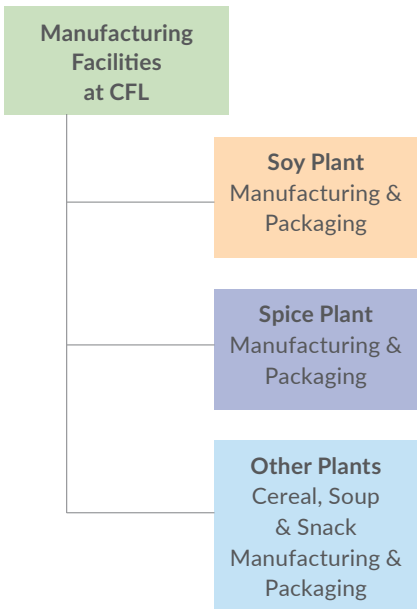 Manufacturing
Facilities
at CFL
Soy Plant
Manufacturing &
Packaging
Spice Plant
Manufacturing &
Packaging
Other Plants
Cereal, Soup
& Snack
Manufacturing &
Packaging